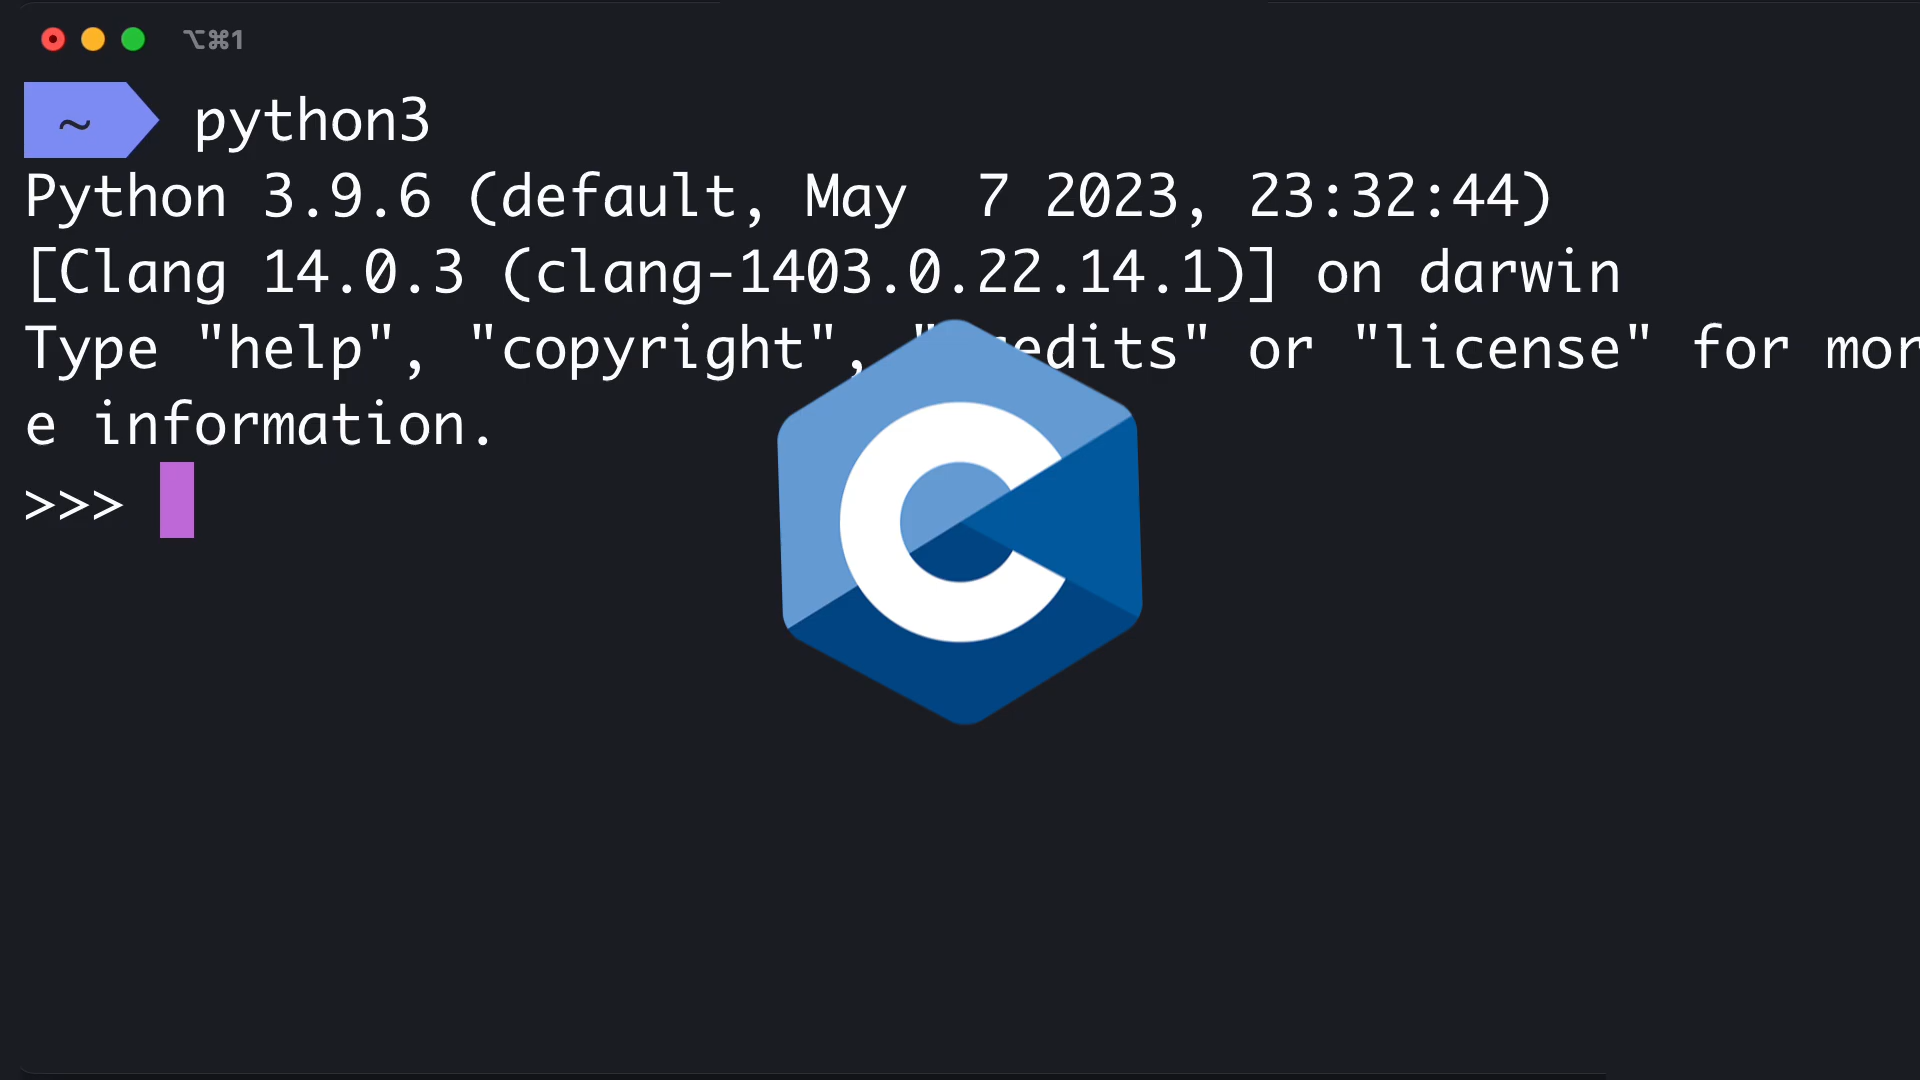 ⌥⌘1
~ python3
Python 3.9.6 (default, May  7 2023, 23:32:44)
[Clang 14.0.3 (clang-1403.0.22.14.1)] on darwin
Type "help", "copyright", "credits" or "license" for mor
e information.
>>>
C